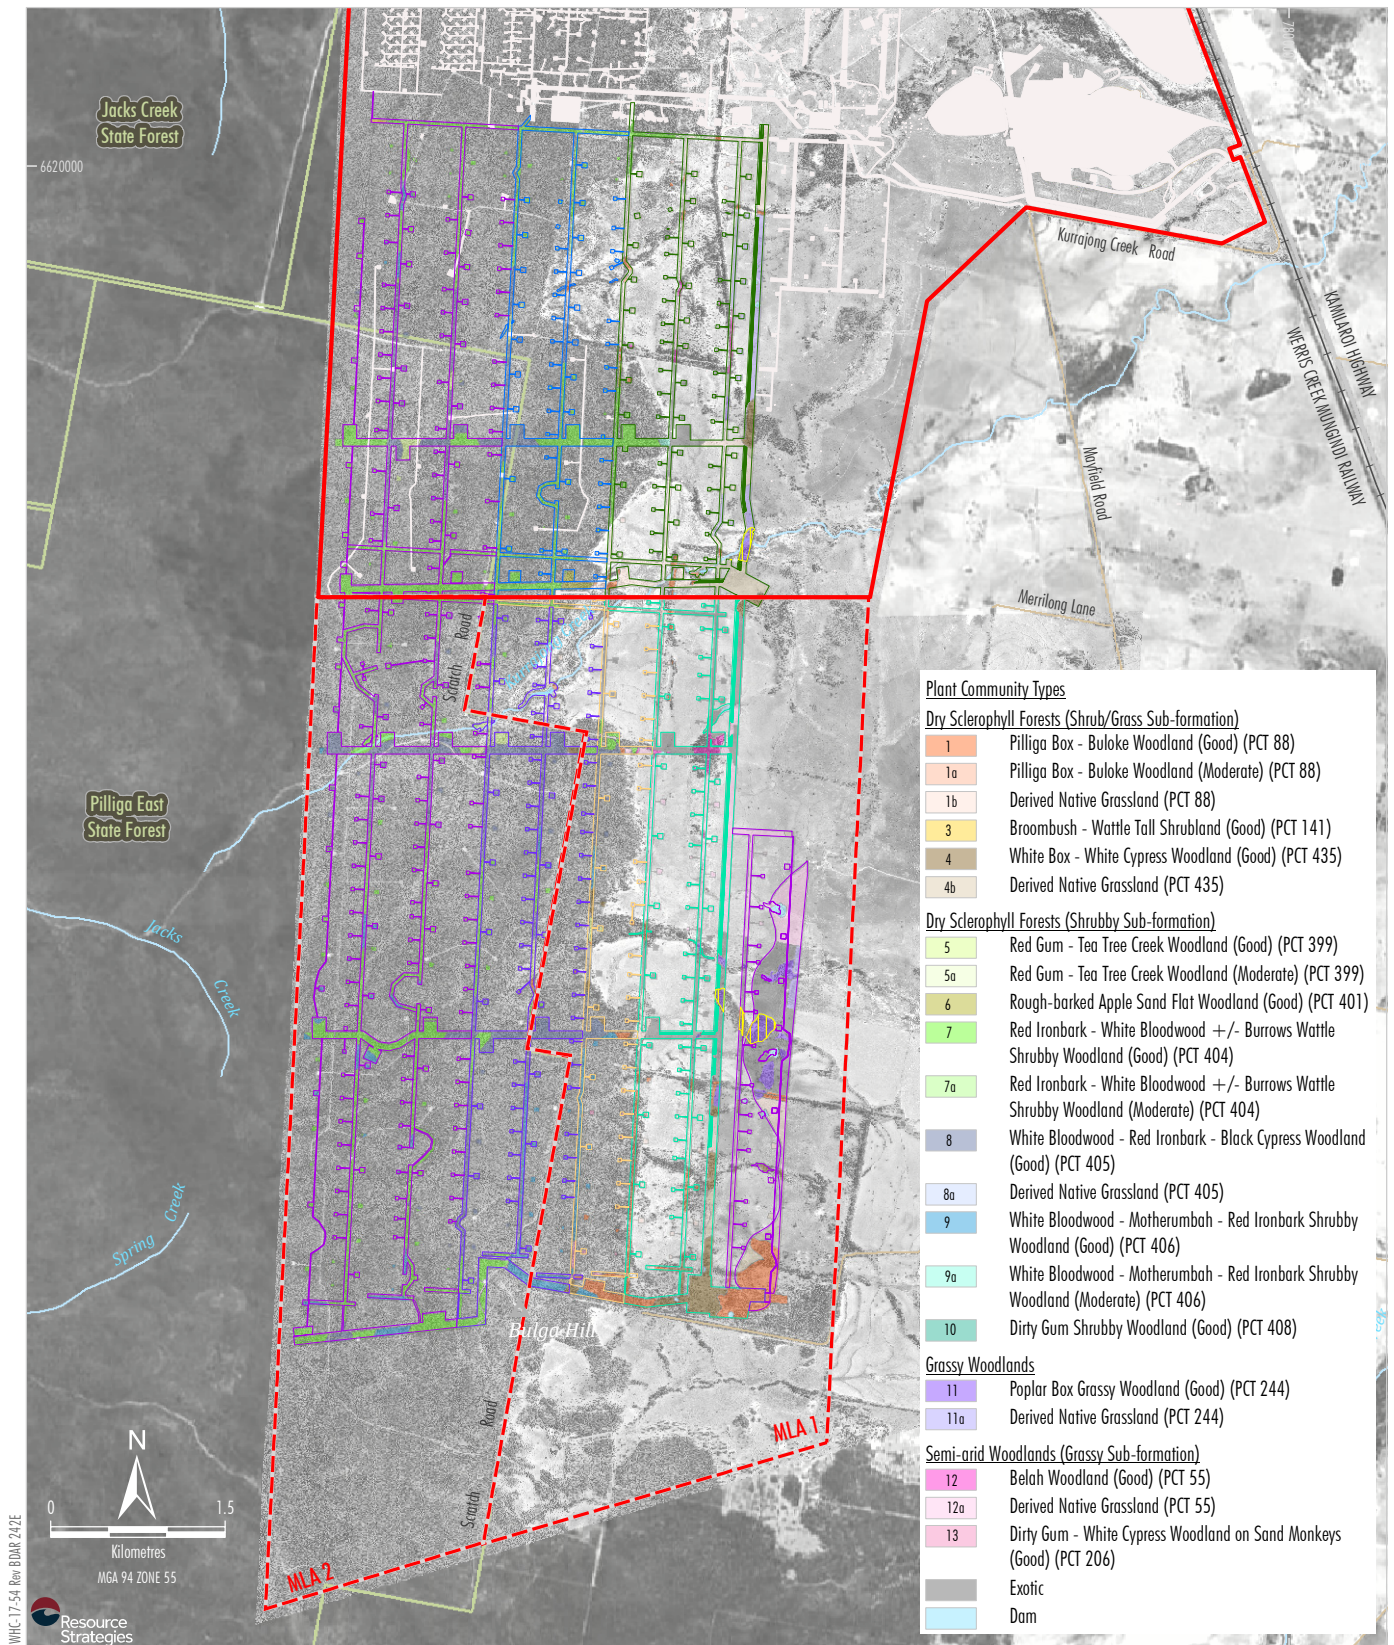 Jacks Creek
State Forest
6620000
Kurrajong Creek Road
KAMILAROI HIGHWAY
WERRIS CREEK MUNGINDI RAILWAY
Mayfield Road
Merrilong Lane
Scratch Road
Pilliga East
State Forest
Jacks
Creek
Spring Creek
Bulga Hill
Scratch Road
MLA 1
MLA 2
N
0 1.5
Kilometres
MGA 94 ZONE 55
WHC-17-54 Rev BDAR 242E
Resource
Strategies
Plant Community Types
Dry Sclerophyll Forests (Shrub/Grass Sub-formation)
1 Pilliga Box - Buloke Woodland (Good) (PCT 88)
1a Pilliga Box - Buloke Woodland (Moderate) (PCT 88)
1b Derived Native Grassland (PCT 88)
3 Broombush - Wattle Tall Shrubland (Good) (PCT 141)
4 White Box - White Cypress Woodland (Good) (PCT 435)
4b Derived Native Grassland (PCT 435)
Dry Sclerophyll Forests (Shrubby Sub-formation)
5 Red Gum - Tea Tree Creek Woodland (Good) (PCT 399)
5a Red Gum - Tea Tree Creek Woodland (Moderate) (PCT 399)
6 Rough-barked Apple Sand Flat Woodland (Good) (PCT 401)
7 Red Ironbark - White Bloodwood +/- Burrows Wattle
Shrubby Woodland (Good) (PCT 404)
7a Red Ironbark - White Bloodwood +/- Burrows Wattle
Shrubby Woodland (Moderate) (PCT 404)
8 White Bloodwood - Red Ironbark - Black Cypress Woodland
(Good) (PCT 405)
8a Derived Native Grassland (PCT 405)
9 White Bloodwood - Motherumbah - Red Ironbark Shrubby
Woodland (Good) (PCT 406)
9a White Bloodwood - Motherumbah - Red Ironbark Shrubby
Woodland (Moderate) (PCT 406)
10 Dirty Gum Shrubby Woodland (Good) (PCT 408)
Grassy Woodlands
11 Poplar Box Grassy Woodland (Good) (PCT 244)
11a Derived Native Grassland (PCT 244)
Semi-arid Woodlands (Grassy Sub-formation)
12 Belah Woodland (Good) (PCT 55)
12a Derived Native Grassland (PCT 55)
13 Dirty Gum - White Cypress Woodland on Sand Monkeys
(Good) (PCT 206)
Exotic
Dam